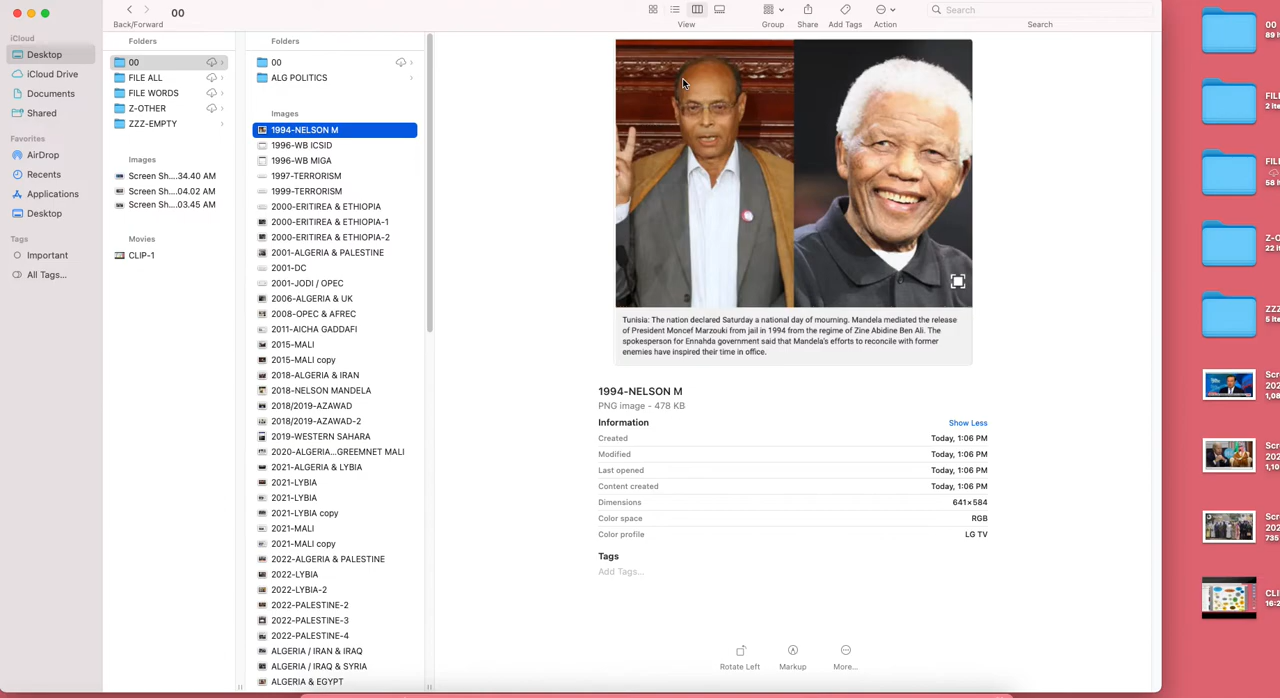 00
Back/Forward
View
Group
Share
Add Tags
Action
Search
Search
iCloud
Desktop
iCloud Drive
Documents
Shared
Favorites
AirDrop
Recents
Applications
Desktop
Tags
Important
All Tags...
Folders
00
FILE ALL
FILE WORDS
Z-OTHER
ZZZ-EMPTY
Images
Screen Sh....34.40 AM
Screen Sh....04.02 AM
Screen Sh....03.45 AM
Movies
CLIP-1
Folders
00
ALG POLITICS
Images
1994-NELSON M
1996-WB ICSID
1996-WB MIGA
1997-TERRORISM
1999-TERRORISM
2000-ERITIREA & ETHIOPIA
2000-ERITIREA & ETHIOPIA-1
2000-ERITIREA & ETHIOPIA-2
2001-ALGERIA & PALESTINE
2001-DC
2001-JODI / OPEC
2006-ALGERIA & UK
2008-OPEC & AFREC
2011-AICHA GADDAFI
2015-MALI
2015-MALI copy
2018-ALGERIA & IRAN
2018-NELSON MANDELA
2018/2019-AZAWAD
2018/2019-AZAWAD-2
2019-WESTERN SAHARA
2020-ALGERIA...GREEMNET MALI
2021-ALGERIA & LYBIA
2021-LYBIA
2021-LYBIA
2021-LYBIA copy
2021-MALI
2021-MALI copy
2022-ALGERIA & PALESTINE
2022-LYBIA
2022-LYBIA-2
2022-PALESTINE-2
2022-PALESTINE-3
2022-PALESTINE-4
ALGERIA / IRAN & IRAQ
ALGERIA / IRAQ & SYRIA
ALGERIA & EGYPT
Tunisia: The nation declared Saturday a national day of mourning. Mandela mediated the release
of President Moncef Marzouki from jail in 1994 from the regime of Zine Abidine Ben Ali. The
spokesperson for Ennahda government said that Mandela's efforts to reconcile with former
enemies have inspired their time in office.
1994-NELSON M
PNG image - 478 KB
Information
Show Less
Created Today, 1:06 PM
Modified Today, 1:06 PM
Last opened Today, 1:06 PM
Content created Today, 1:06 PM
Dimensions 641×584
Color space RGB
Color profile LG TV
Tags
Add Tags...
Rotate Left
Markup
More...
00